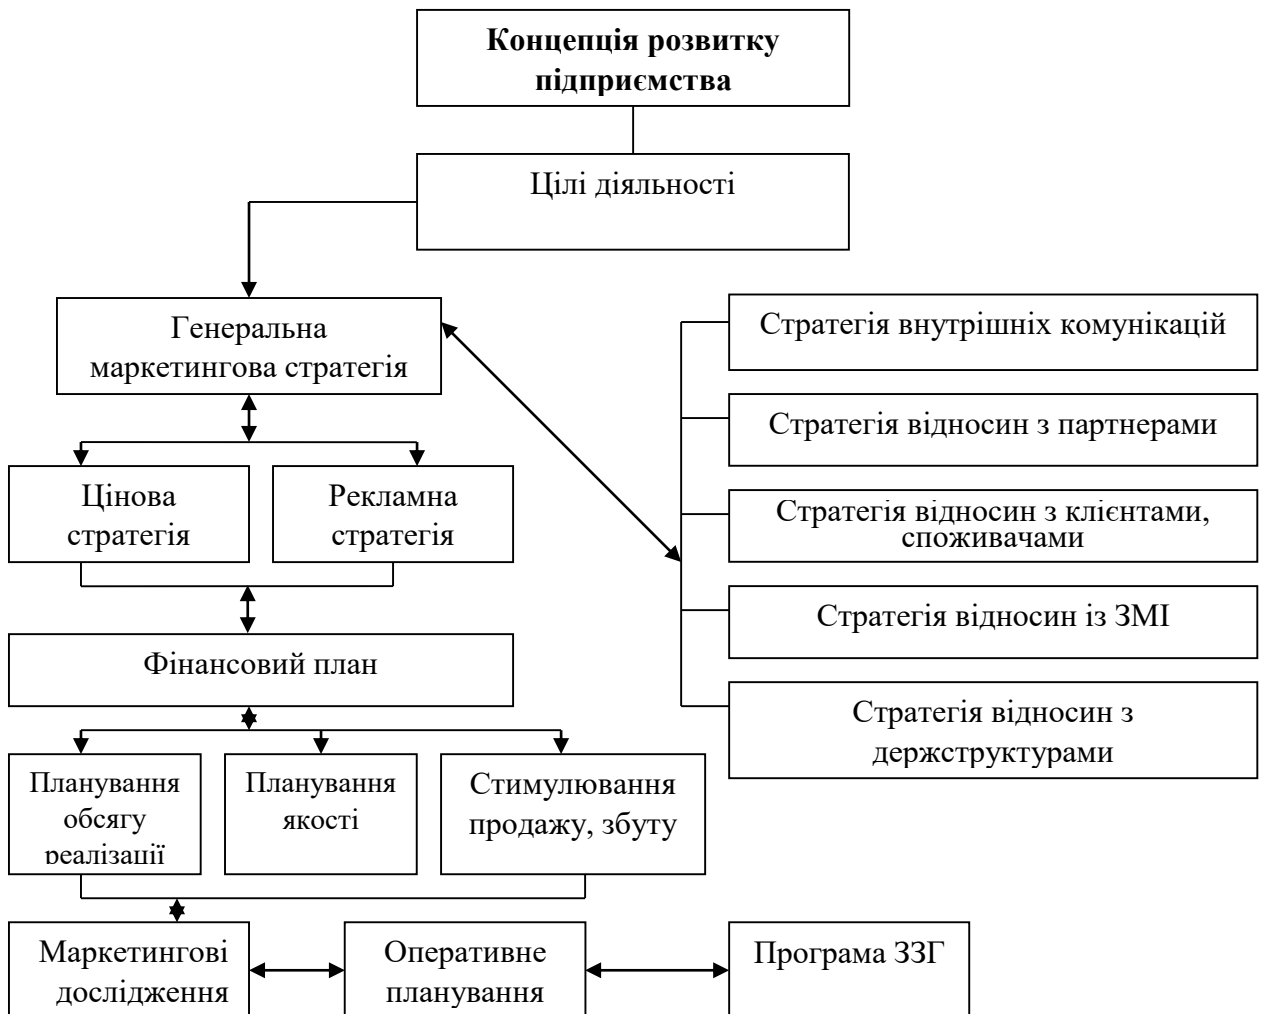 Концепція розвитку
підприємства
Цілі діяльності
Генеральна
маркетингова стратегія
Цінова
стратегія
Рекламна
стратегія
Фінансовий план
Планування
обсягу
реалізації
Планування
якості
Стимулювання
продажу, збуту
Маркетингові
дослідження
Оперативне
планування
Програма ЗЗГ
Стратегія внутрішніх комунікацій
Стратегія відносин з партнерами
Стратегія відносин з клієнтами,
споживачами
Стратегія відносин із ЗМІ
Стратегія відносин з
держструктурами